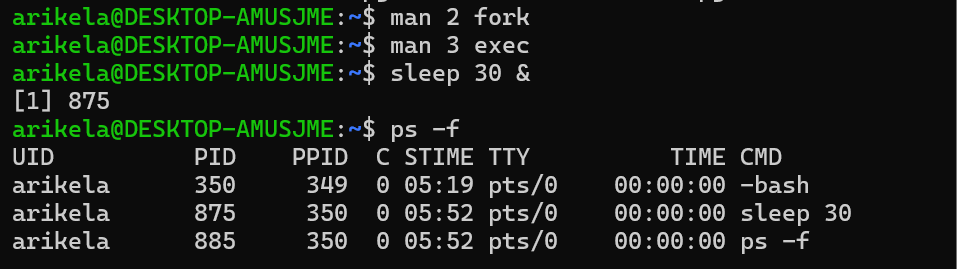 arikela@DESKTOP-AMUSJME:~$ man 2 fork
arikela@DESKTOP-AMUSJME:~$ man 3 exec
arikela@DESKTOP-AMUSJME:~$ sleep 30 &
[1] 875
arikela@DESKTOP-AMUSJME:~$ ps -f
UID          PID    PPID  C STIME TTY          TIME CMD
arikela      350     349  0 05:19 pts/0    00:00:00 -bash
arikela      875     350  0 05:52 pts/0    00:00:00 sleep 30
arikela      885     350  0 05:52 pts/0    00:00:00 ps -f